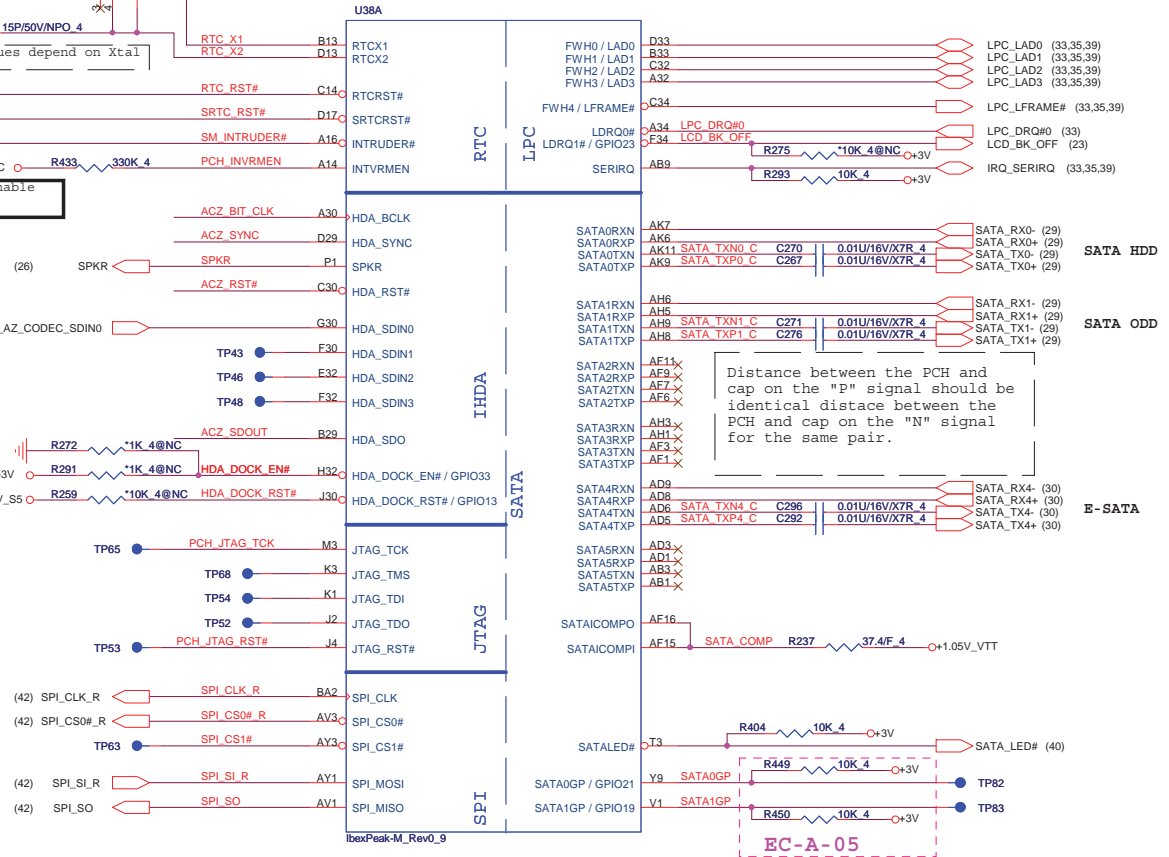 U38A
15P/50V/NPO_4
ues depend on Xtal
RTC_X1 B13 RTCX1
RTC_X2 D13 RTCX2
RTC_RST# C14 RTCRST#
SRTC_RST# D17 SRTCRST#
SM_INTRUDER# A16 INTRUDER#
C R433 330K_4 PCH_INVRMEN A14 INTVRMEN
nable
RTC
LPC
FWH0 / LAD0 D33 LPC_LAD0 (33,35,39)
FWH1 / LAD1 B33 LPC_LAD1 (33,35,39)
FWH2 / LAD2 C32 LPC_LAD2 (33,35,39)
FWH3 / LAD3 A32 LPC_LAD3 (33,35,39)
FWH4 / LFRAME# C34 LPC_LFRAME# (33,35,39)
LDRQ0# A34 LPC_DRQ#0 LPC_DRQ#0 (33)
LDRQ1# / GPIO23 F34 LCD_BK_OFF LCD_BK_OFF (23)
R275 *10K_4@NC +3V
SERIRQ AB9 IRQ_SERIRQ (33,35,39)
R293 10K_4 +3V
ACZ_BIT_CLK A30 HDA_BCLK
ACZ_SYNC D29 HDA_SYNC
(26) SPKR SPKR P1 SPKR
ACZ_RST# C30 HDA_RST#
_AZ_CODEC_SDIN0 G30 HDA_SDIN0
TP43 F30 HDA_SDIN1
TP46 E32 HDA_SDIN2
TP48 F32 HDA_SDIN3
ACZ_SDOUT B29 HDA_SDO
R272 *1K_4@NC
+3V R291 *1K_4@NC HDA_DOCK_EN# H32 HDA_DOCK_EN# / GPIO33
V_S5 R259 *10K_4@NC HDA_DOCK_RST# J30 HDA_DOCK_RST# / GPIO13
IHDA
SATA
SATA0RXN AK7 SATA_RX0- (29)
SATA0RXP AK6 SATA_RX0+ (29)
SATA0TXN AK11 SATA_TXN0_C C270 0.01U/16V/X7R_4 SATA_TX0- (29)
SATA0TXP AK9 SATA_TXP0_C C267 0.01U/16V/X7R_4 SATA_TX0+ (29)
SATA HDD
SATA1RXN AH6 SATA_RX1- (29)
SATA1RXP AH5 SATA_RX1+ (29)
SATA1TXN AH9 SATA_TXN1_C C271 0.01U/16V/X7R_4 SATA_TX1- (29)
SATA1TXP AH8 SATA_TXP1_C C276 0.01U/16V/X7R_4 SATA_TX1+ (29)
SATA ODD
SATA2RXN AF11
SATA2RXP AF9
SATA2TXN AF7
SATA2TXP AF6
SATA3RXN AH3
SATA3RXP AH1
SATA3TXN AF3
SATA3TXP AF1
Distance between the PCH and
cap on the "P" signal should be
identical distace between the
PCH and cap on the "N" signal
for the same pair.
SATA4RXN AD9 SATA_RX4- (30)
SATA4RXP AD8 SATA_RX4+ (30)
SATA4TXN AD6 SATA_TXN4_C C296 0.01U/16V/X7R_4 SATA_TX4- (30)
SATA4TXP AD5 SATA_TXP4_C C292 0.01U/16V/X7R_4 SATA_TX4+ (30)
E-SATA
SATA5RXN AD3
SATA5RXP AD1
SATA5TXN AB3
SATA5TXP AB1
SATAICOMPO AF16
SATAICOMPI AF15 SATA_COMP R237 37.4/F_4 +1.05V_VTT
TP65 PCH_JTAG_TCK M3 JTAG_TCK
TP68 K3 JTAG_TMS
TP54 K1 JTAG_TDI
TP52 J2 JTAG_TDO
TP53 PCH_JTAG_RST# J4 JTAG_RST#
JTAG
(42) SPI_CLK_R SPI_CLK_R BA2 SPI_CLK
(42) SPI_CS0#_R SPI_CS0#_R AV3 SPI_CS0#
TP63 SPI_CS1# AY3 SPI_CS1#
(42) SPI_SI_R SPI_SI_R AY1 SPI_MOSI
(42) SPI_SO SPI_SO AV1 SPI_MISO
SPI
R404 10K_4 +3V
SATALED# T3 SATA_LED# (40)
R449 10K_4 +3V
SATA0GP / GPIO21 Y9 SATA0GP TP82
SATA1GP / GPIO19 V1 SATA1GP TP83
R450 10K_4 +3V
EC-A-05
IbexPeak-M_Rev0_9